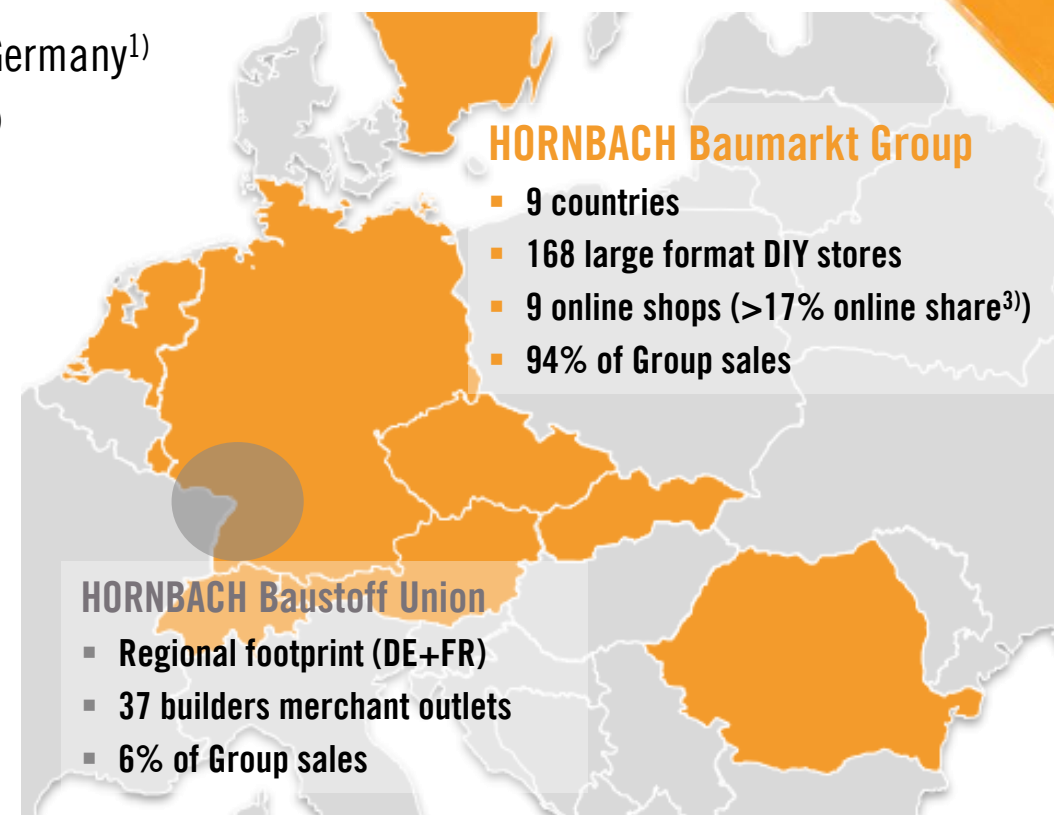 Germany1)
)
HORNBACH Baumarkt Group
▪ 9 countries
▪ 168 large format DIY stores
▪ 9 online shops (>17% online share3))
▪ 94% of Group sales
HORNBACH Baustoff Union
▪ Regional footprint (DE+FR)
▪ 37 builders merchant outlets
▪ 6% of Group sales